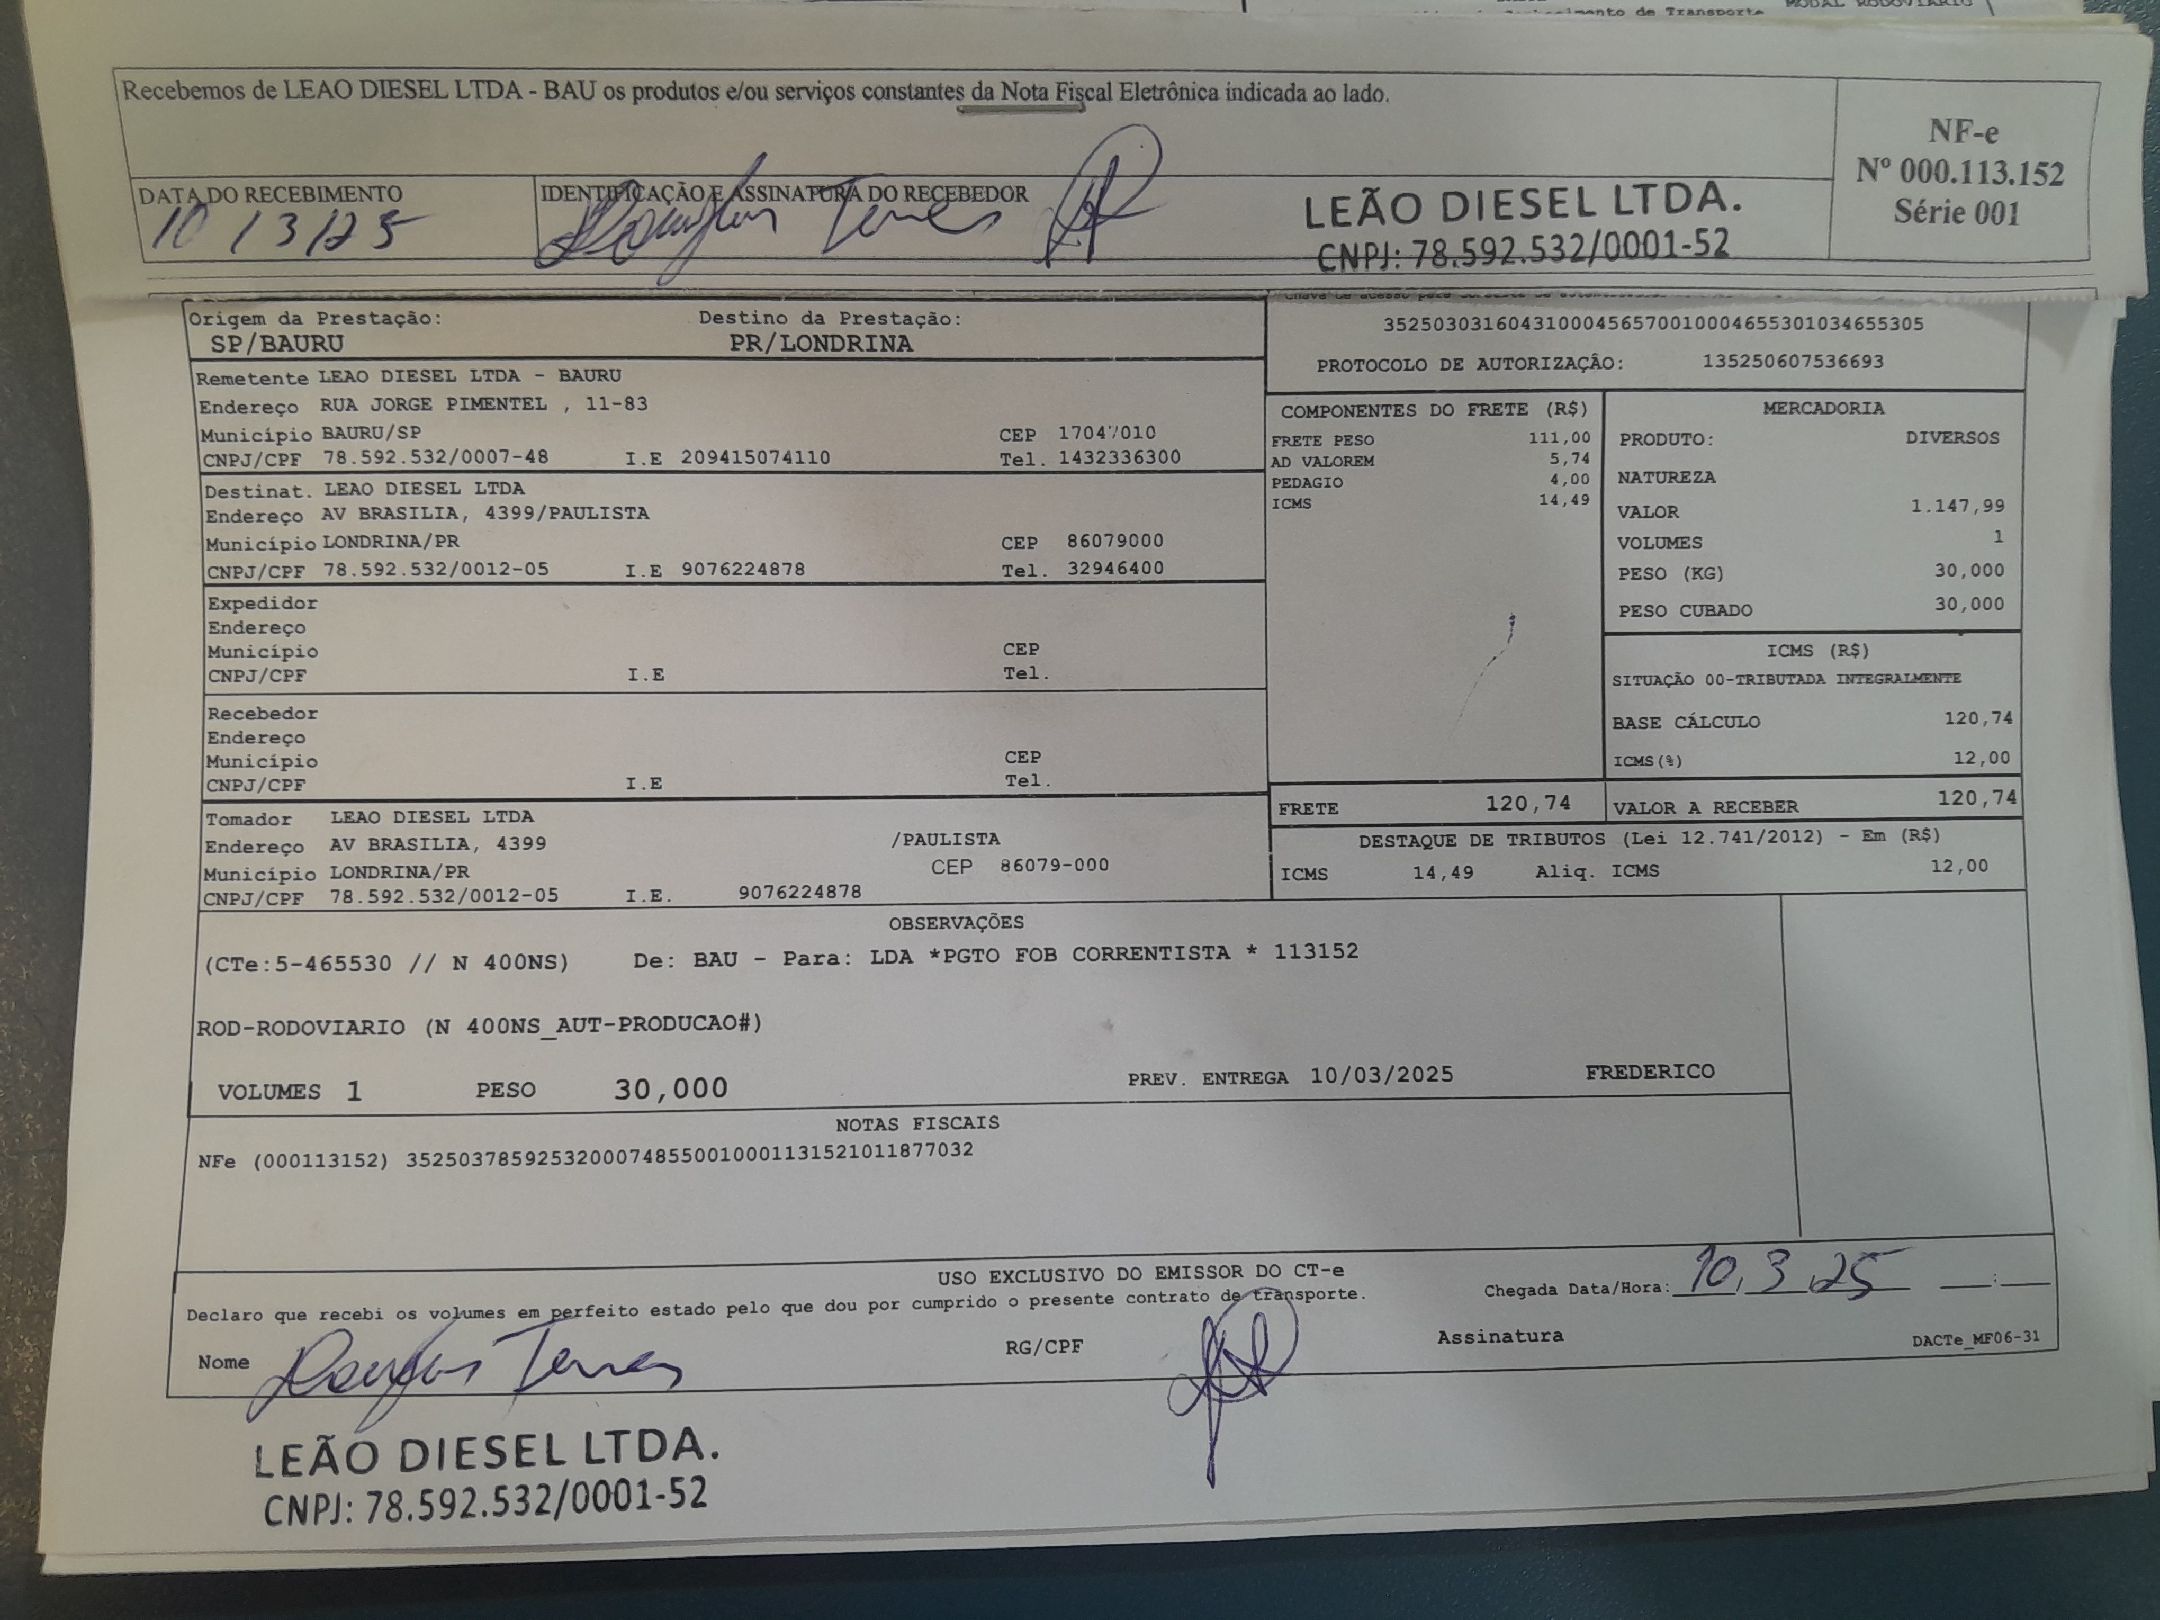 de Transporte MODAL RODOVIARIO
Recebemos de LEAO DIESEL LTDA - BAU os produtos e/ou serviços constantes da Nota Fiscal Eletrônica indicada ao lado.
NF-e
Nº 000.113.152
Série 001
DATA DO RECEBIMENTO
10/3/25
IDENTIFICAÇÃO E ASSINATURA DO RECEBEDOR
LEÃO DIESEL LTDA.
CNPJ: 78.592.532/0001-52
Origem da Prestação: Destino da Prestação:
SP/BAURU PR/LONDRINA
35250303160431000456570010004655301034655305
PROTOCOLO DE AUTORIZAÇÂO: 135250607536693
Remetente LEAO DIESEL LTDA - BAURU
Endereço RUA JORGE PIMENTEL , 11-83
Município BAURU/SP CEP 17047010
CNPJ/CPF 78.592.532/0007-48 I.E 209415074110 Tel. 1432336300
Destinat. LEAO DIESEL LTDA
Endereço AV BRASILIA, 4399/PAULISTA
Município LONDRINA/PR CEP 86079000
CNPJ/CPF 78.592.532/0012-05 I.E 9076224878 Tel. 32946400
Expedidor
Endereço
Município CEP
CNPJ/CPF I.E Tel.
Recebedor
Endereço
Município CEP
CNPJ/CPF I.E Tel.
Tomador LEAO DIESEL LTDA
Endereço AV BRASILIA, 4399 /PAULISTA
Município LONDRINA/PR CEP 86079-000
CNPJ/CPF 78.592.532/0012-05 I.E. 9076224878
COMPONENTES DO FRETE (R$)
FRETE PESO 111,00
AD VALOREM 5,74
PEDAGIO 4,00
ICMS 14,49
MERCADORIA
PRODUTO: DIVERSOS
NATUREZA
VALOR 1.147,99
VOLUMES 1
PESO (KG) 30,000
PESO CUBADO 30,000
ICMS (R$)
SITUAÇÃO 00-TRIBUTADA INTEGRALMENTE
BASE CÁLCULO 120,74
ICMS(%) 12,00
FRETE 120,74 VALOR A RECEBER 120,74
DESTAQUE DE TRIBUTOS (Lei 12.741/2012) - Em (R$)
ICMS 14,49 Aliq. ICMS 12,00
OBSERVAÇÕES
(CTe:5-465530 // N 400NS) De: BAU - Para: LDA *PGTO FOB CORRENTISTA * 113152
ROD-RODOVIARIO (N 400NS_AUT-PRODUCAO#)
VOLUMES 1 PESO 30,000 PREV. ENTREGA 10/03/2025 FREDERICO
NOTAS FISCAIS
NFe (000113152) 35250378592532000748550010001131521011877032
USO EXCLUSIVO DO EMISSOR DO CT-e
Declaro que recebi os volumes em perfeito estado pelo que dou por cumprido o presente contrato de transporte.
Chegada Data/Hora: 10, 3, 25 __:__
Nome RG/CPF Assinatura DACTe_MF06-31
LEÃO DIESEL LTDA.
CNPJ: 78.592.532/0001-52